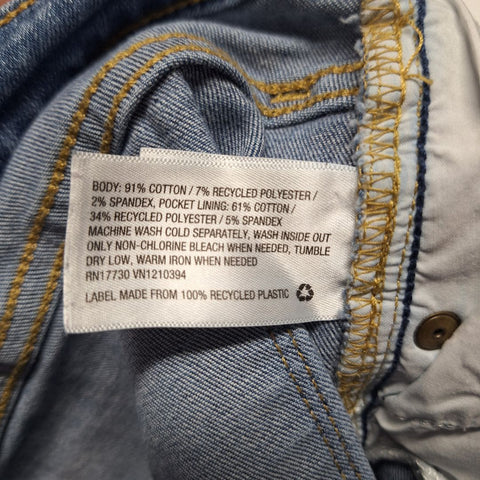 BODY: 91% COTTON / 7% RECYCLED POLYESTER /
2% SPANDEX, POCKET LINING: 61% COTTON /
34% RECYCLED POLYESTER / 5% SPANDEX
MACHINE WASH COLD SEPARATELY, WASH INSIDE OUT
ONLY NON-CHLORINE BLEACH WHEN NEEDED, TUMBLE
DRY LOW, WARM IRON WHEN NEEDED
RN17730 VN1210394
LABEL MADE FROM 100% RECYCLED PLASTIC